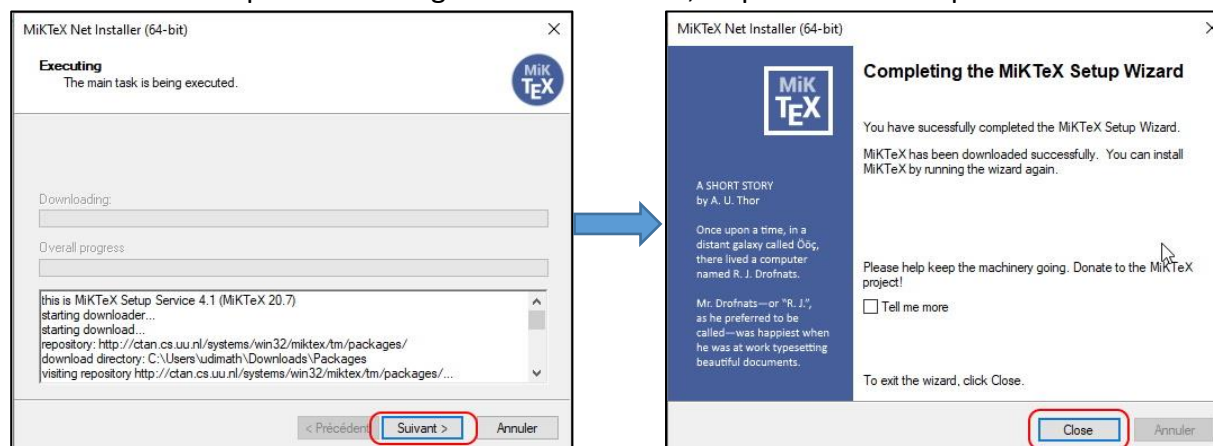 MiKTeX Net Installer (64-bit)
Executing
The main task is being executed.
MiK
TEX
Downloading:
Overall progress
this is MiKTeX Setup Service 4.1 (MiKTeX 20.7)
starting downloader...
starting download...
repository: http://ctan.cs.uu.nl/systems/win32/miktex/tm/packages/
download directory: C:\Users\udimath\Downloads\Packages
visiting repository http://ctan.cs.uu.nl/systems/win32/miktex/tm/packages/...
< Précédent
Suivant >
Annuler
MiKTeX Net Installer (64-bit)
MiK
TEX
A SHORT STORY
by A. U. Thor
Once upon a time, in a
distant galaxy called Ööç,
there lived a computer
named R. J. Drofnats.
Mr. Drofnats—or “R. J.”,
as he preferred to be
called—was happiest when
he was at work typesetting
beautiful documents.
Completing the MiKTeX Setup Wizard
You have sucessfully completed the MiKTeX Setup Wizard.
MiKTeX has been downloaded successfully. You can install
MiKTeX by running the wizard again.
Please help keep the machinery going. Donate to the MiKTeX
project!
Tell me more
To exit the wizard, click Close.
Close
Annuler